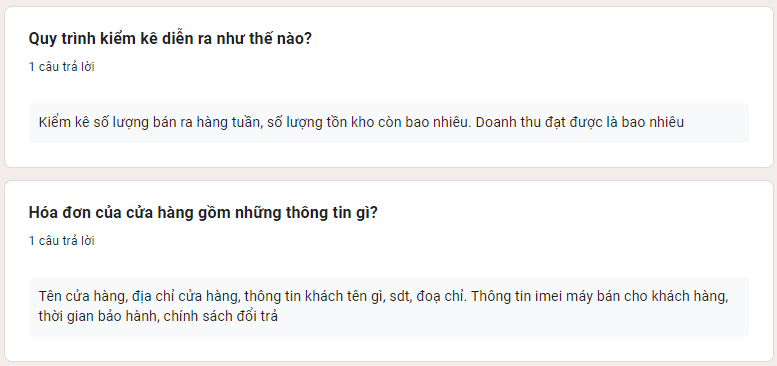 Quy trình kiểm kê diễn ra như thế nào?
1 câu trả lời
Kiểm kê số lượng bán ra hàng tuần, số lượng tồn kho còn bao nhiêu. Doanh thu đạt được là bao nhiêu
Hóa đơn của cửa hàng gồm những thông tin gì?
1 câu trả lời
Tên cửa hàng, địa chỉ cửa hàng, thông tin khách tên gì, sdt, đoạ chỉ. Thông tin imei máy bán cho khách hàng,
thời gian bảo hành, chính sách đổi trả